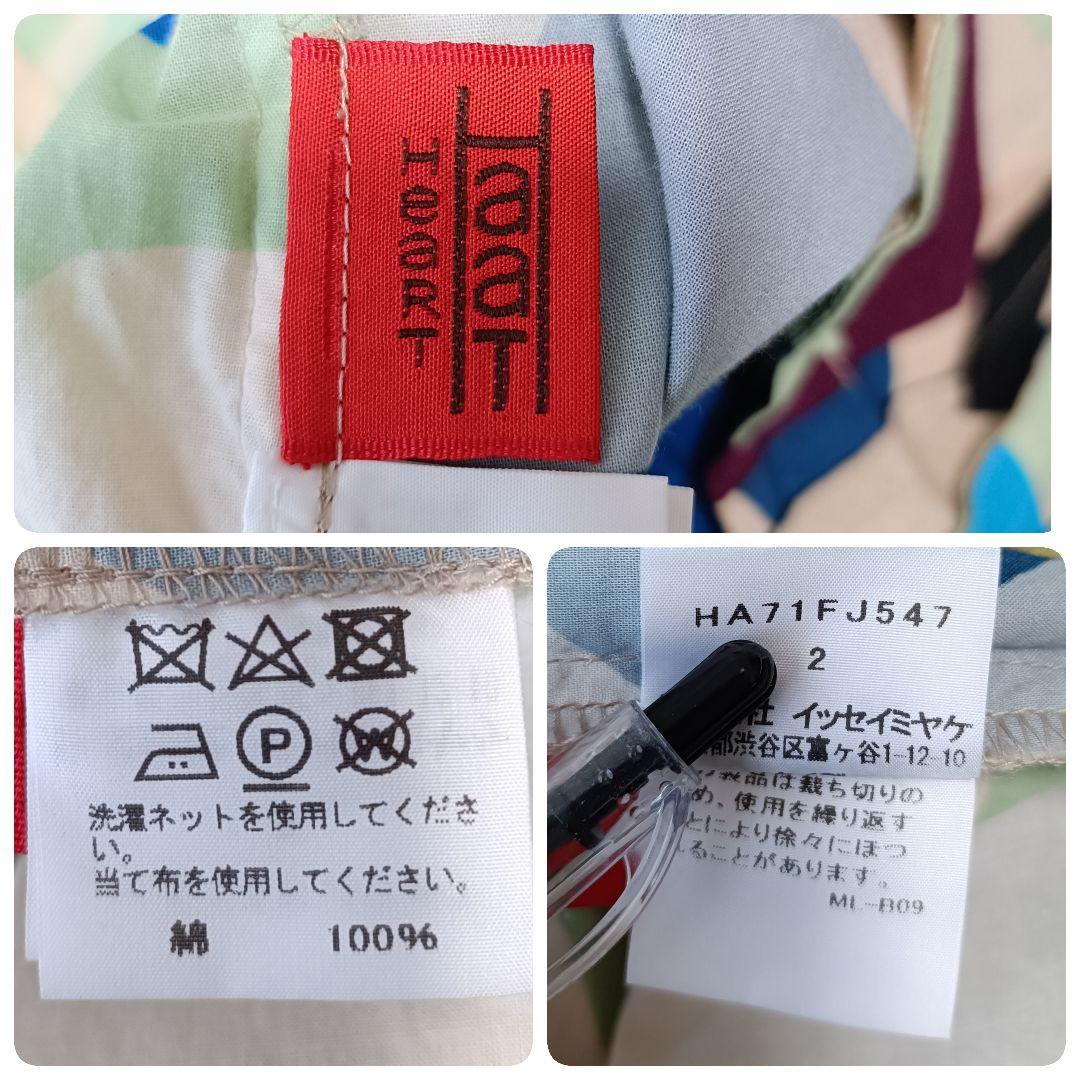 HaaT
Heart
P
W
洗濯ネットを使用してくださ
い。
当て布を使用してください。
綿 100%
HA71FJ547
2
社 イッセイミヤケ
都渋谷区富ヶ谷1-12-10
製品は裁ち切りの
め、使用を繰り返す
とにより徐々にほつ
ることがあります。
ML-B09